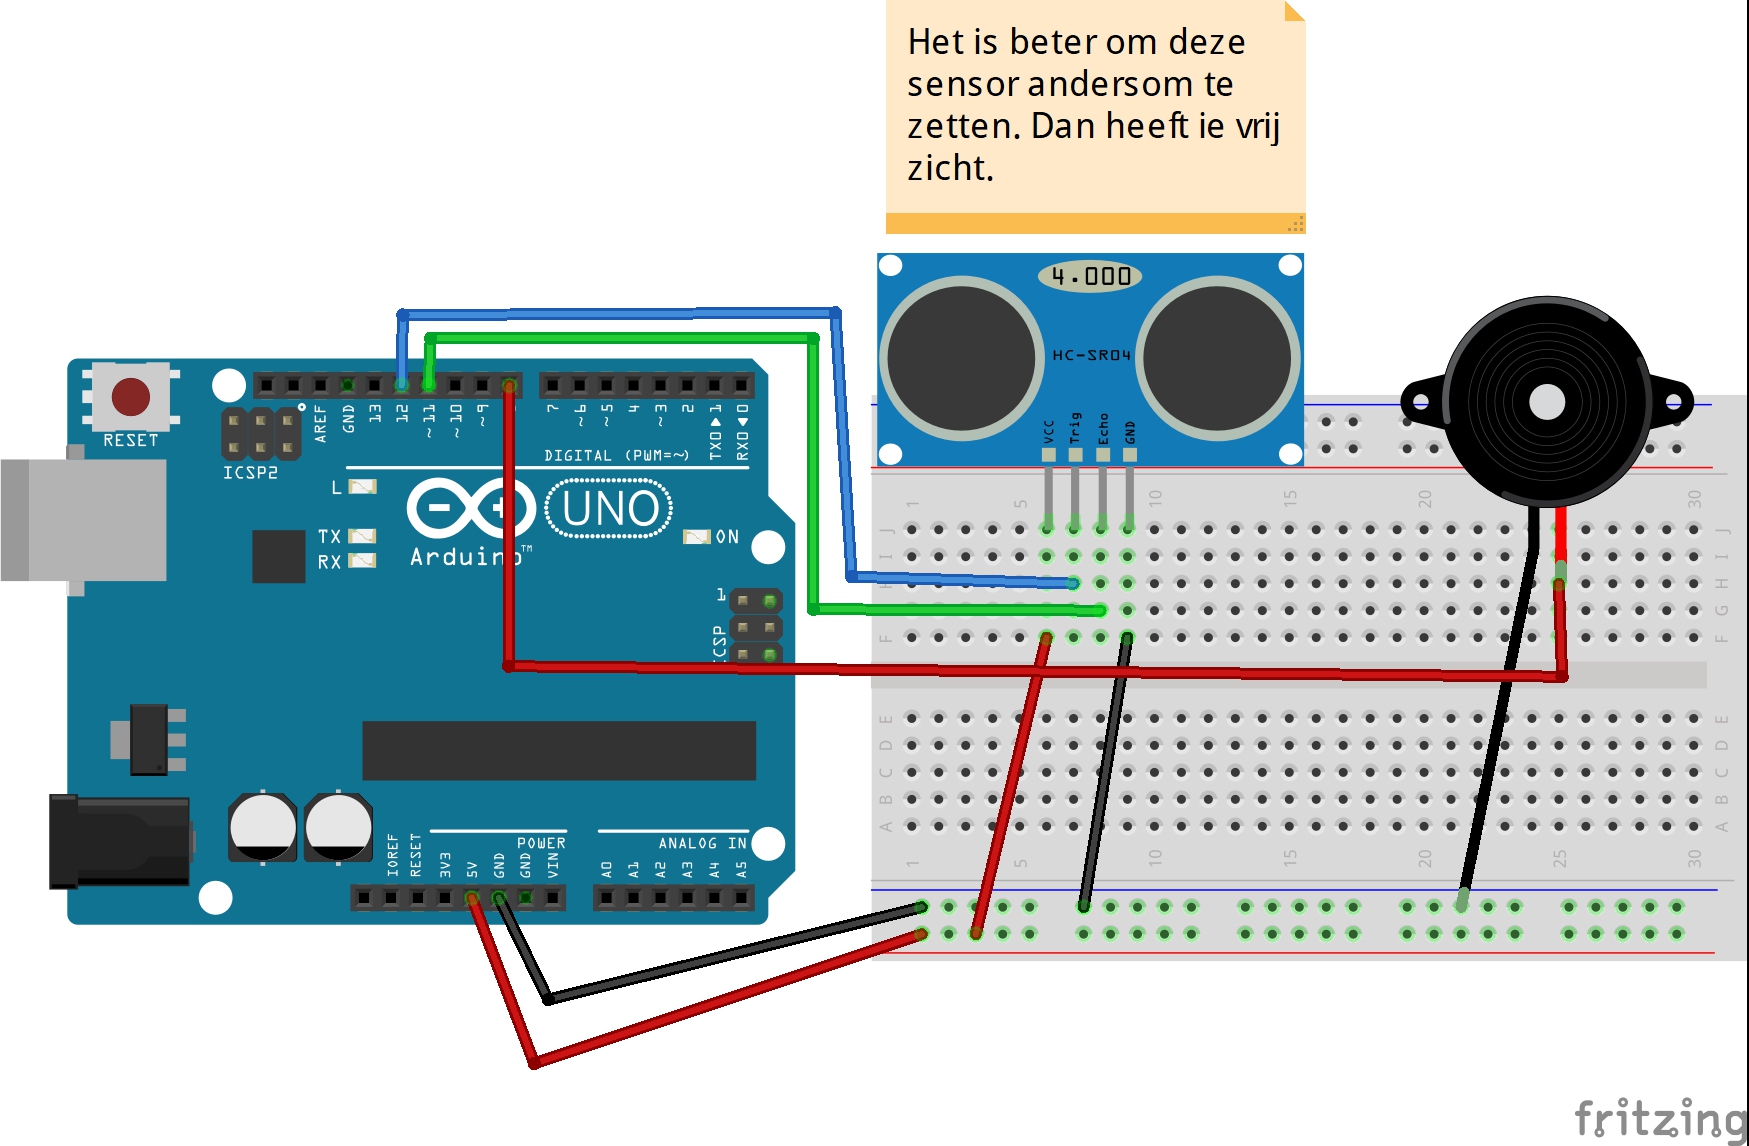 Het is beter om deze
sensor andersom te
zetten. Dan heeft ie vrij
zicht.
4.000
HC-SR04
VCC Trig Echo GND
RESET
ICSP2
AREF GND 13 12 ~11 ~10 ~9 8 7 ~6 ~5 4 ~3 2 TX0▶1 RX0◀0
DIGITAL (PWM=~)
L
TX
RX
UNO
Arduino™
ON
1
ICSP
IOREF RESET 3V3 5V GND GND VIN
POWER
A0 A1 A2 A3 A4 A5
ANALOG IN
1 5 10 15 20 25 30
J J
I I
H H
G G
F F
E E
D D
C C
B B
A A
1 5 10 15 20 25 30
fritzing